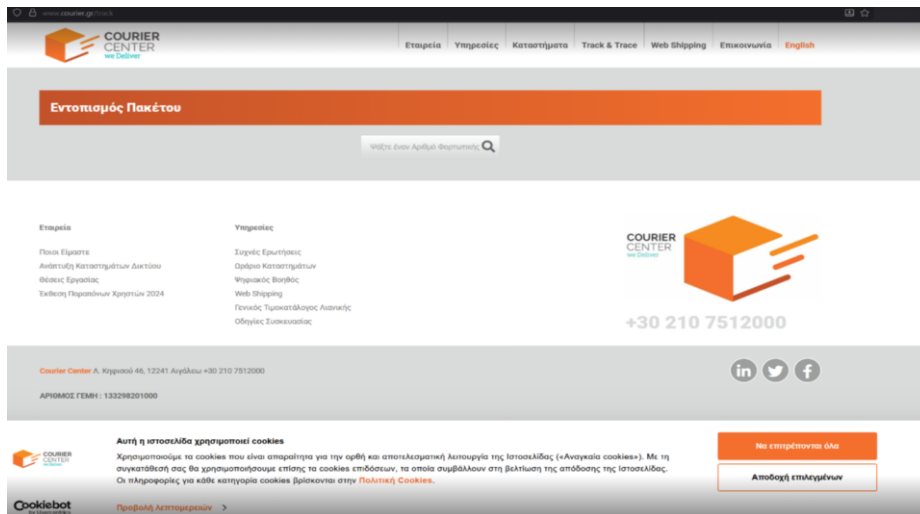 www.courier.gr/track
COURIER
CENTER
we Deliver
Εταιρεία Υπηρεσίες Καταστήματα Track & Trace Web Shipping Επικοινωνία English
Εντοπισμός Πακέτου
Ψάξτε έναν Αριθμό Φορτωτικής
Εταιρεία
Ποιοι Είμαστε
Ανάπτυξη Καταστημάτων Δικτύου
Θέσεις Εργασίας
Έκθεση Παραπόνων Χρηστών 2024
Υπηρεσίες
Συχνές Ερωτήσεις
Ωράριο Καταστημάτων
Ψηφιακός Βοηθός
Web Shipping
Γενικός Τιμοκατάλογος Λιανικής
Οδηγίες Συσκευασίας
COURIER
CENTER
we Deliver
+30 210 7512000
Courier Center Λ. Κηφισού 46, 12241 Αιγάλεω +30 210 7512000
ΑΡΙΘΜΟΣ ΓΕΜΗ : 133298201000
in
f
COURIER
CENTER
Αυτή η ιστοσελίδα χρησιμοποιεί cookies
Χρησιμοποιούμε τα cookies που είναι απαραίτητα για την ορθή και αποτελεσματική λειτουργία της Ιστοσελίδας («Αναγκαία cookies»). Με τη
συγκατάθεσή σας θα χρησιμοποιήσουμε επίσης τα cookies επιδόσεων, τα οποία συμβάλλουν στη βελτίωση της απόδοσης της Ιστοσελίδας.
Οι πληροφορίες για κάθε κατηγορία cookies βρίσκονται στην Πολιτική Cookies.
Προβολή λεπτομερειών
Να επιτρέπονται όλα
Αποδοχή επιλεγμένων
Cookiebot